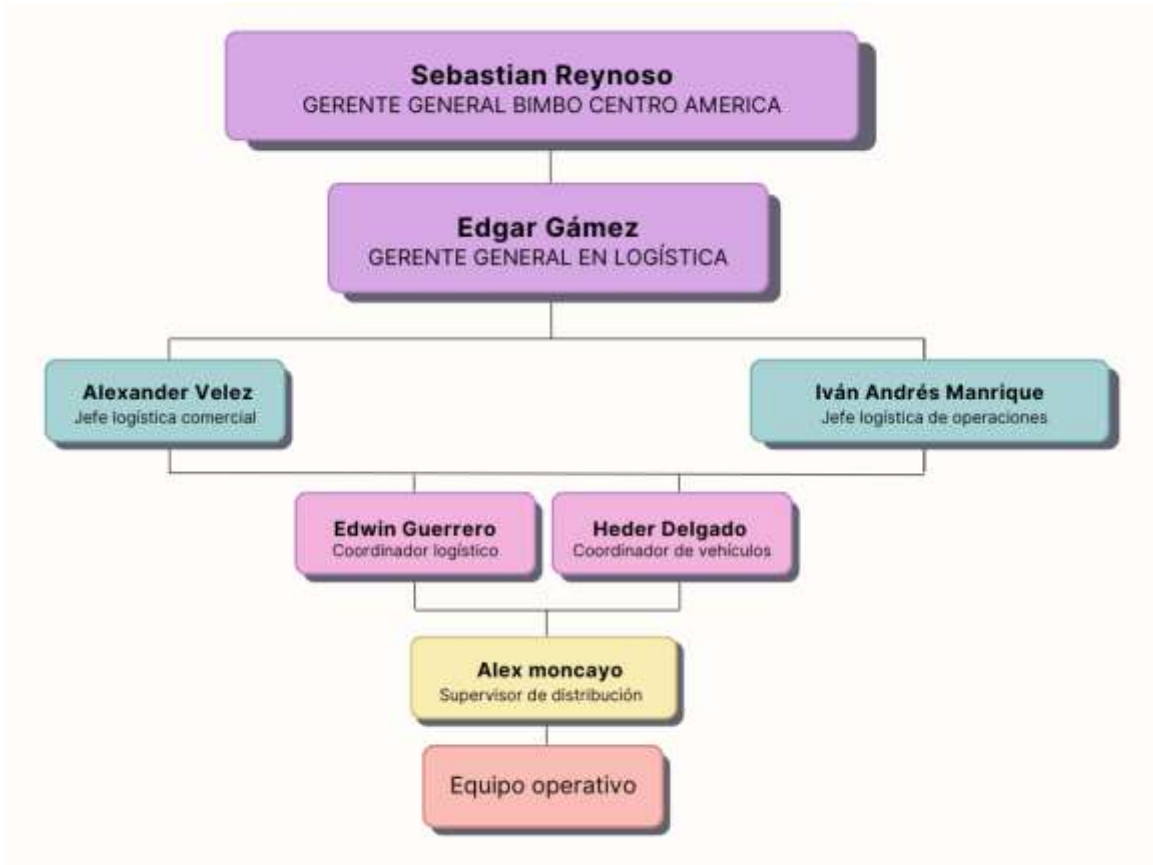 Sebastian Reynoso
GERENTE GENERAL BIMBO CENTRO AMERICA
Edgar Gámez
GERENTE GENERAL EN LOGÍSTICA
Alexander Velez
Jefe logística comercial
Iván Andrés Manrique
Jefe logística de operaciones
Edwin Guerrero
Coordinador logístico
Heder Delgado
Coordinador de vehículos
Alex moncayo
Supervisor de distribución
Equipo operativo